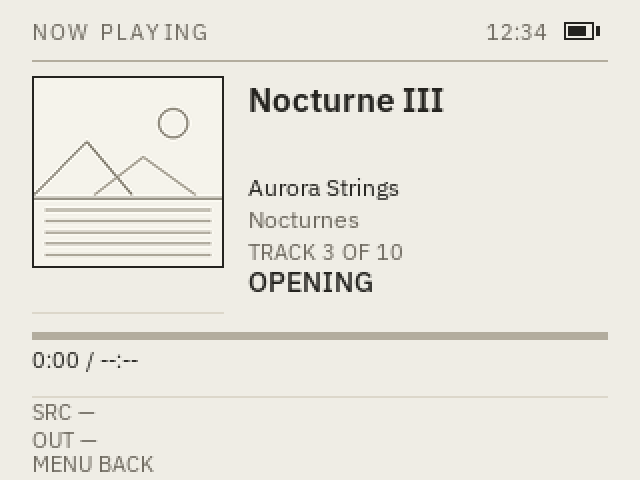 NOW PLAYING
12:34
Nocturne III
Aurora Strings
Nocturnes
TRACK 3 OF 10
OPENING
0:00 / --:--
SRC —
OUT —
MENU BACK